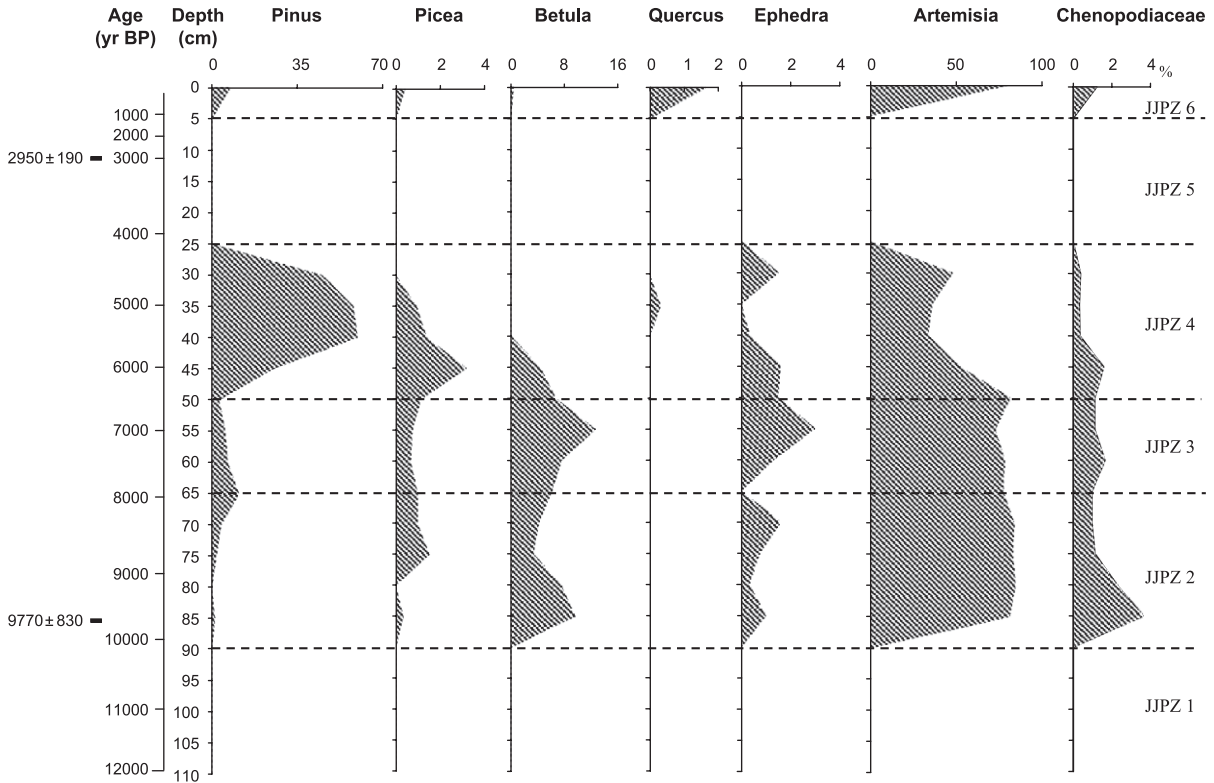 Age Depth Pinus Picea Betula Quercus Ephedra Artemisia Chenopodiaceae
(yr BP) (cm)
0 35 70 0 2 4 0 8 16 0 1 2 0 2 4 0 50 100 0 2 4 %
0
1000 5 JJPZ 6
2000
2950±190 3000 10
15 JJPZ 5
20
4000 25
30
5000 35
40 JJPZ 4
6000 45
50
7000 55
60 JJPZ 3
8000 65
70
75
9000 80 JJPZ 2
9770±830 85
10000 90
95
11000 100 JJPZ 1
105
12000 110